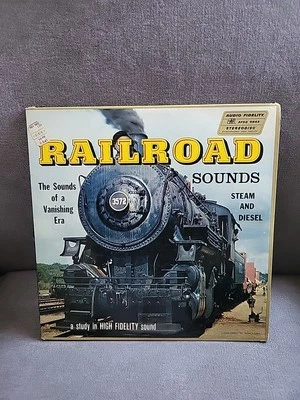 AUDIO FIDELITY
STEREODISC
RAILROAD
SOUNDS
The Sounds
of a
Vanishing
Era
STEAM
AND
DIESEL
3572
a study in HIGH FIDELITY sound